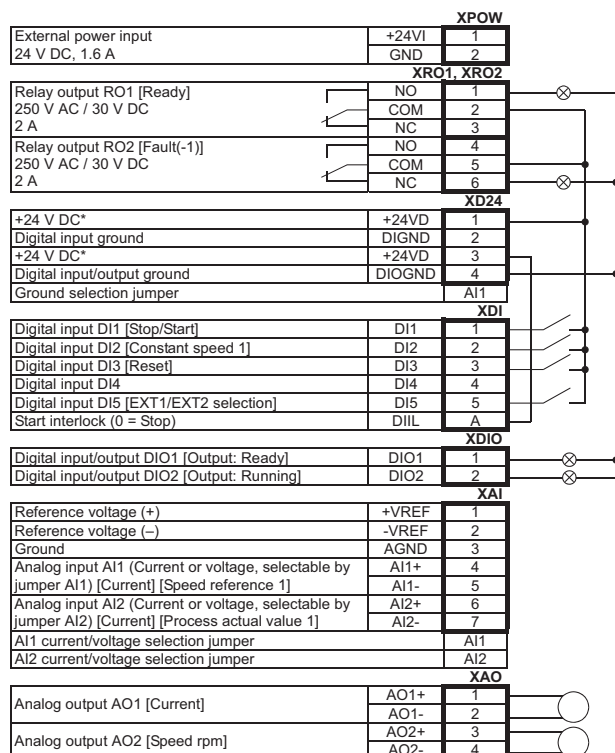 XPOW
External power input +24VI 1
24 V DC, 1.6 A GND 2
XRO1, XRO2
Relay output RO1 [Ready] NO 1
250 V AC / 30 V DC COM 2
2 A NC 3
Relay output RO2 [Fault(-1)] NO 4
250 V AC / 30 V DC COM 5
2 A NC 6
XD24
+24 V DC* +24VD 1
Digital input ground DIGND 2
+24 V DC* +24VD 3
Digital input/output ground DIOGND 4
Ground selection jumper AI1
XDI
Digital input DI1 [Stop/Start] DI1 1
Digital input DI2 [Constant speed 1] DI2 2
Digital input DI3 [Reset] DI3 3
Digital input DI4 DI4 4
Digital input DI5 [EXT1/EXT2 selection] DI5 5
Start interlock (0 = Stop) DIIL A
XDIO
Digital input/output DIO1 [Output: Ready] DIO1 1
Digital input/output DIO2 [Output: Running] DIO2 2
XAI
Reference voltage (+) +VREF 1
Reference voltage (–) -VREF 2
Ground AGND 3
Analog input AI1 (Current or voltage, selectable by AI1+ 4
jumper AI1) [Current] [Speed reference 1] AI1- 5
Analog input AI2 (Current or voltage, selectable by AI2+ 6
jumper AI2) [Current] [Process actual value 1] AI2- 7
AI1 current/voltage selection jumper AI1
AI2 current/voltage selection jumper AI2
XAO
Analog output AO1 [Current] AO1+ 1
AO1- 2
Analog output AO2 [Speed rpm] AO2+ 3
AO2- 4